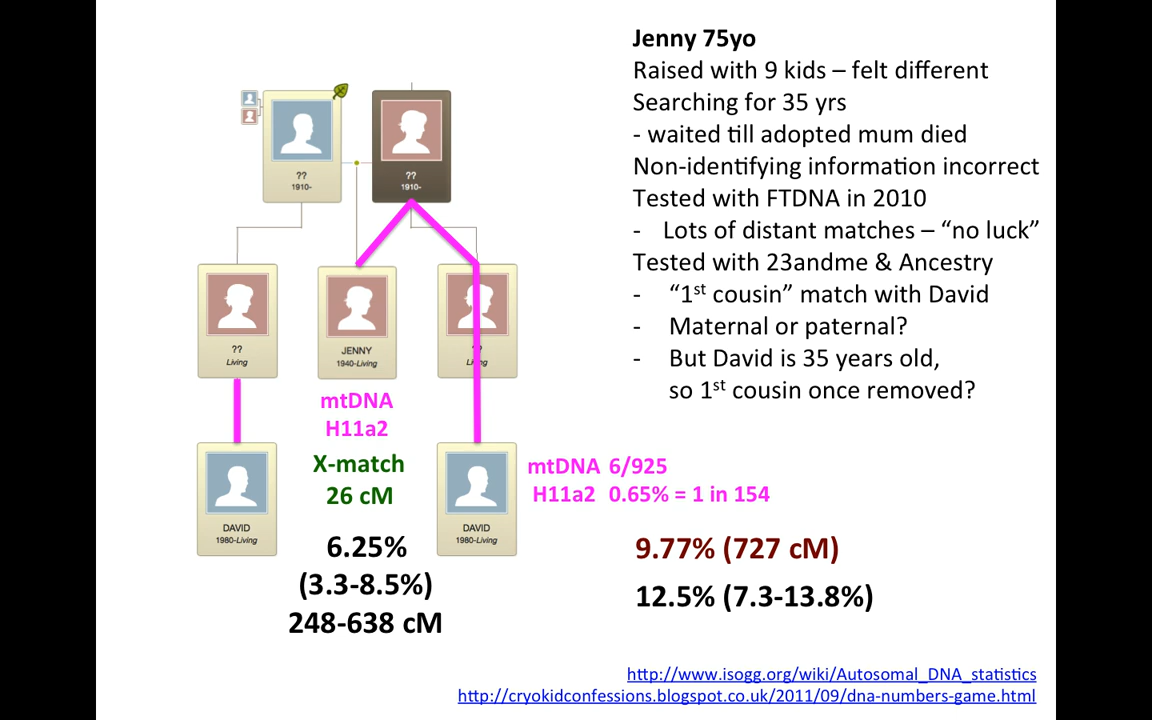 Jenny 75yo
Raised with 9 kids – felt different
Searching for 35 yrs
- waited till adopted mum died
Non-identifying information incorrect
Tested with FTDNA in 2010
- Lots of distant matches – “no luck”
Tested with 23andme & Ancestry
- “1st cousin” match with David
- Maternal or paternal?
- But David is 35 years old,
so 1st cousin once removed?
??
1910-
??
1910-
??
Living
JENNY
1940-Living
??
Living
mtDNA
H11a2
X-match
26 cM
DAVID
1980-Living
DAVID
1980-Living
mtDNA 6/925
H11a2 0.65% = 1 in 154
6.25%
(3.3-8.5%)
248-638 cM
9.77% (727 cM)
12.5% (7.3-13.8%)
http://www.isogg.org/wiki/Autosomal_DNA_statistics
http://cryokidconfessions.blogspot.co.uk/2011/09/dna-numbers-game.html